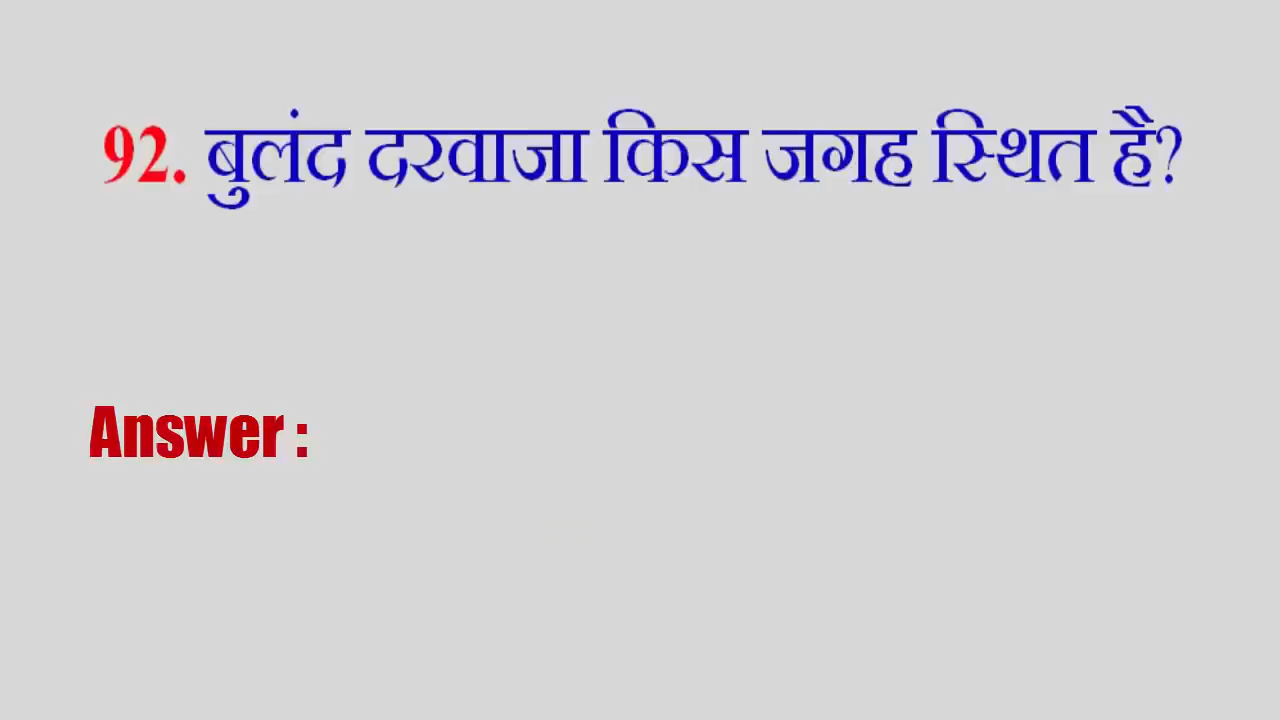 92. बुलंद दरवाजा किस जगह स्थित है?
Answer :